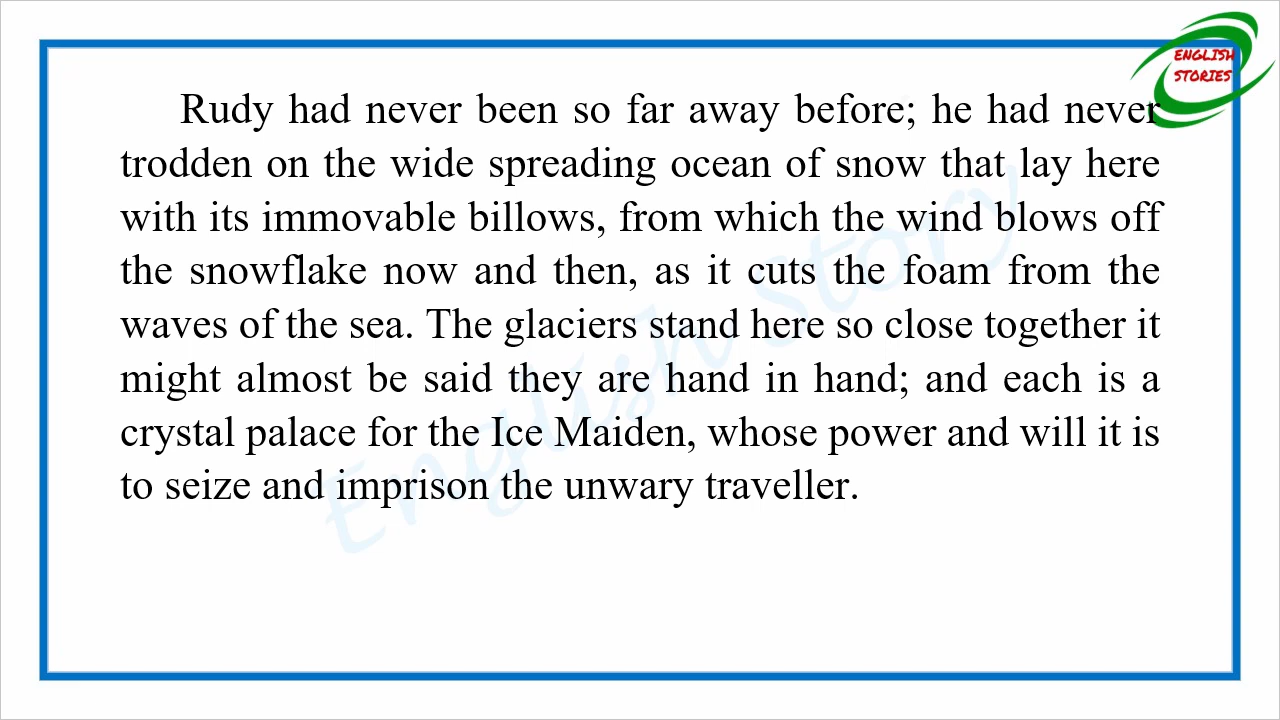 ENGLISH
STORIES
Rudy had never been so far away before; he had never
trodden on the wide spreading ocean of snow that lay here
with its immovable billows, from which the wind blows off
the snowflake now and then, as it cuts the foam from the
waves of the sea. The glaciers stand here so close together it
might almost be said they are hand in hand; and each is a
crystal palace for the Ice Maiden, whose power and will it is
to seize and imprison the unwary traveller.
English Story